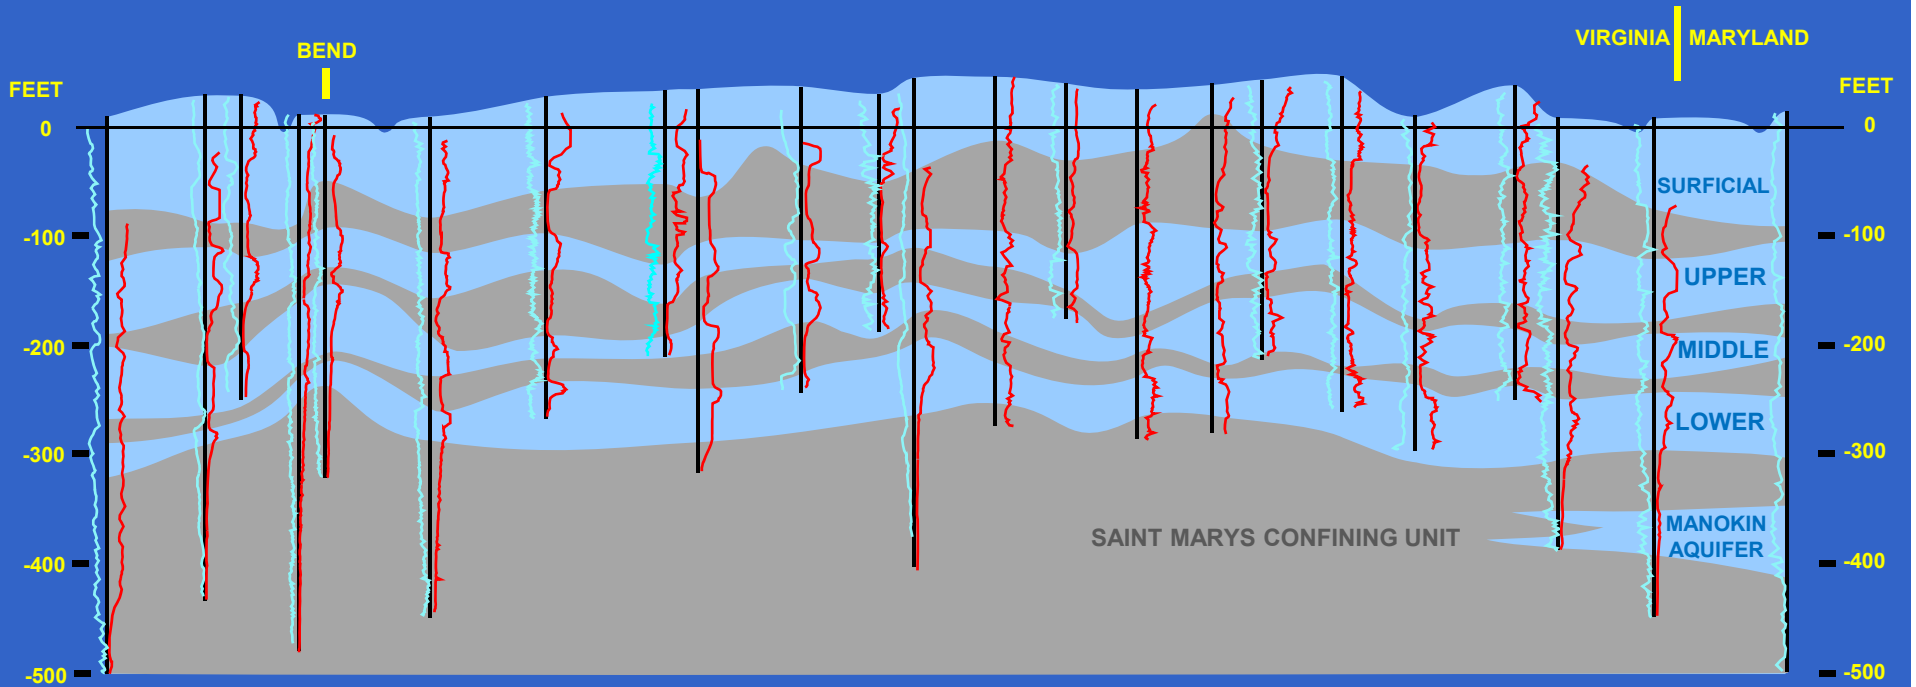 BEND
VIRGINIA MARYLAND
FEET
FEET
0
0
SURFICIAL
-100
-100
UPPER
-200
-200
MIDDLE
LOWER
-300
-300
SAINT MARYS CONFINING UNIT
MANOKIN
AQUIFER
-400
-400
-500
-500